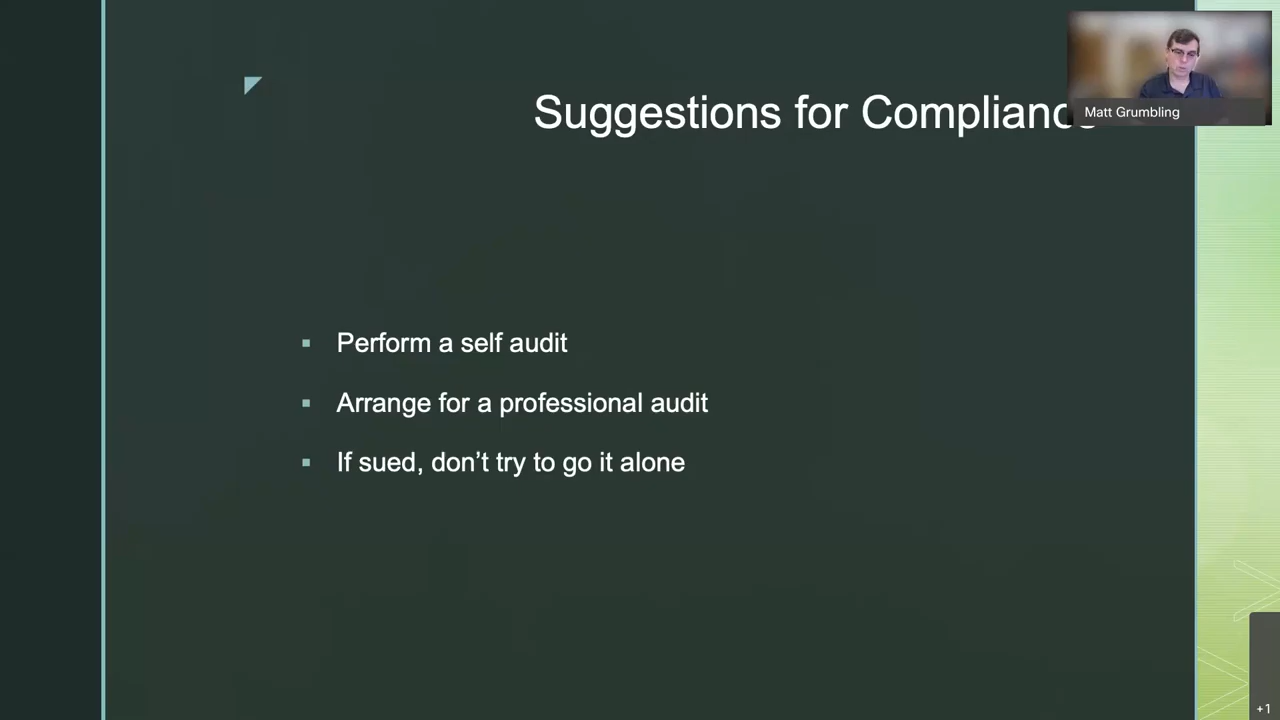 Suggestions for Compliance
Matt Grumbling
▪ Perform a self audit
▪ Arrange for a professional audit
▪ If sued, don’t try to go it alone
+1